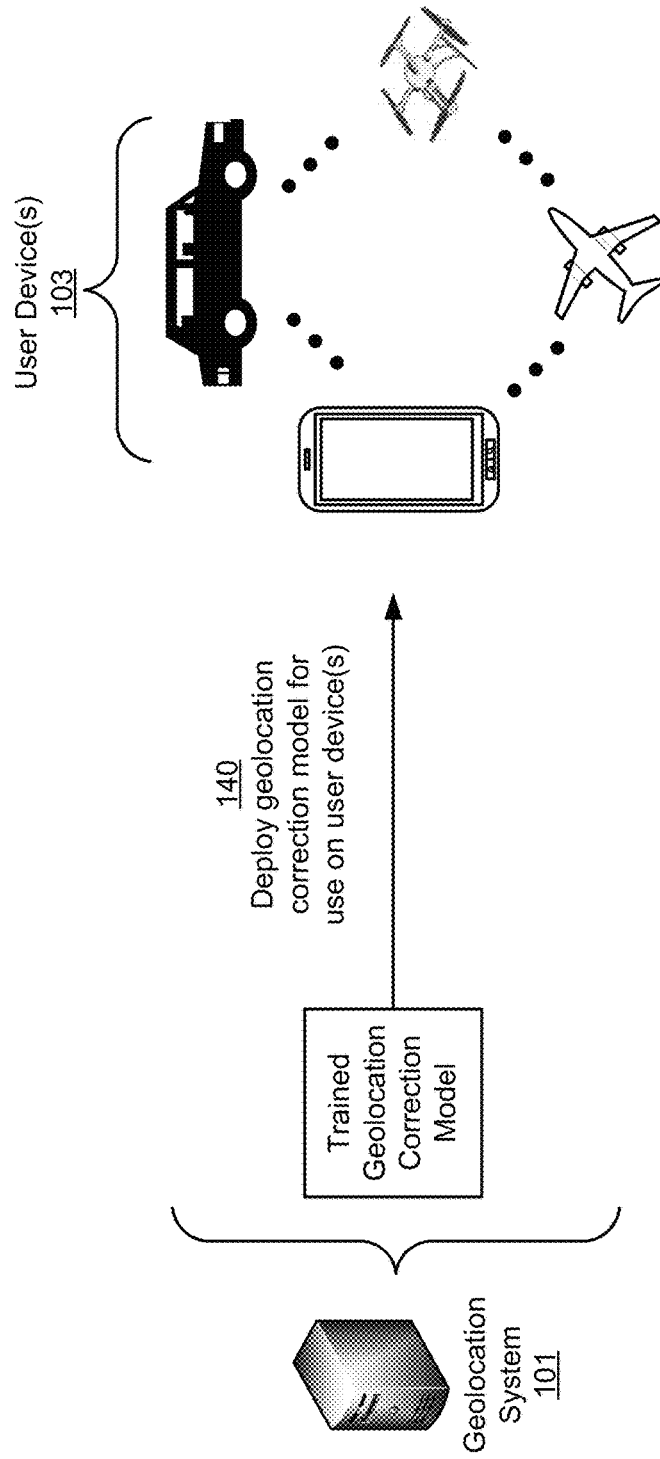 Geolocation
System
101
Trained
Geolocation
Correction
Model
140
Deploy geolocation
correction model for
use on user device(s)
User Device(s)
103